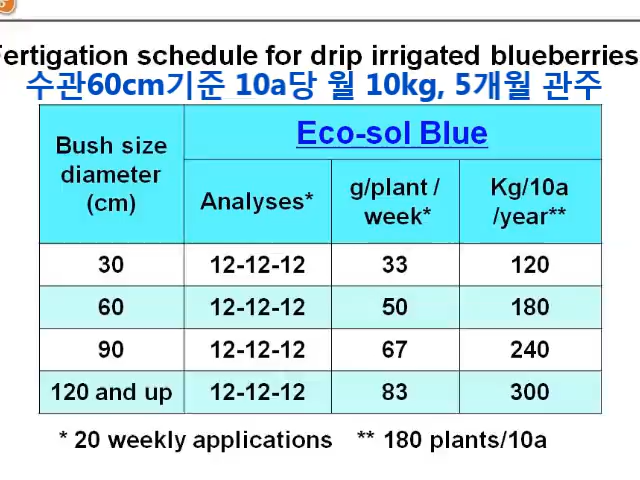 Fertigation schedule for drip irrigated blueberries
수관60cm기준 10a당 월 10kg, 5개월 관주
Bush size diameter (cm)
Eco-sol Blue
Analyses*
g/plant / week*
Kg/10a /year**
30 12-12-12 33 120
60 12-12-12 50 180
90 12-12-12 67 240
120 and up 12-12-12 83 300
* 20 weekly applications ** 180 plants/10a